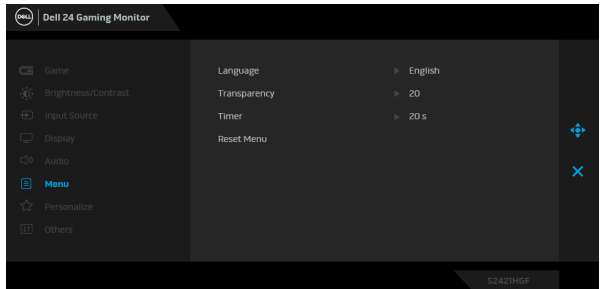 DELL Dell 24 Gaming Monitor
Game
Brightness/Contrast
Input Source
Display
Audio
Menu
Personalize
Others
Language English
Transparency 20
Timer 20 s
Reset Menu
S2421HGF